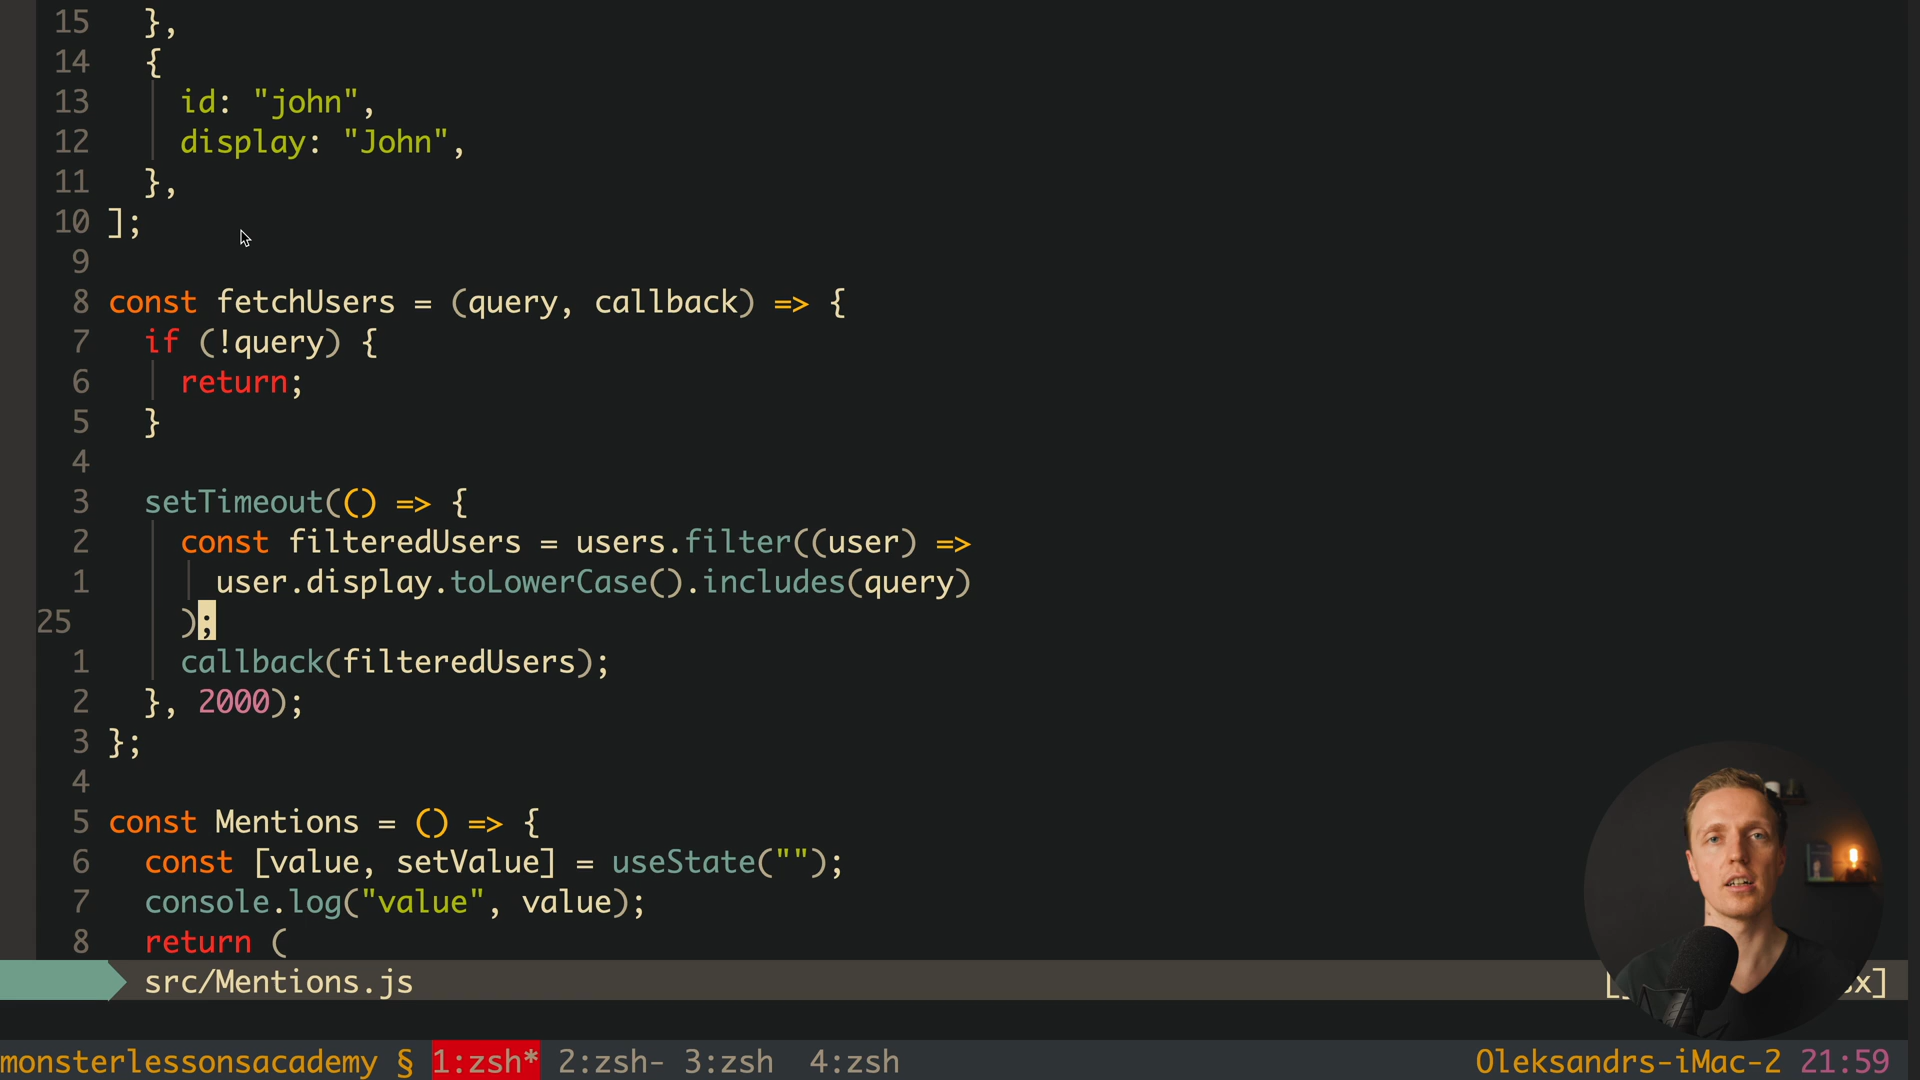 15   },
14   {
13     id: "john",
12     display: "John",
11   },
10 ];
9
8 const fetchUsers = (query, callback) => {
7   if (!query) {
6     return;
5   }
4
3   setTimeout(() => {
2     const filteredUsers = users.filter((user) =>
1       user.display.toLowerCase().includes(query)
25     );
1     callback(filteredUsers);
2   }, 2000);
3 };
4
5 const Mentions = () => {
6   const [value, setValue] = useState("");
7   console.log("value", value);
8   return (
src/Mentions.js
monsterlessonsacademy § 1:zsh* 2:zsh- 3:zsh 4:zsh Oleksandrs-iMac-2 21:59